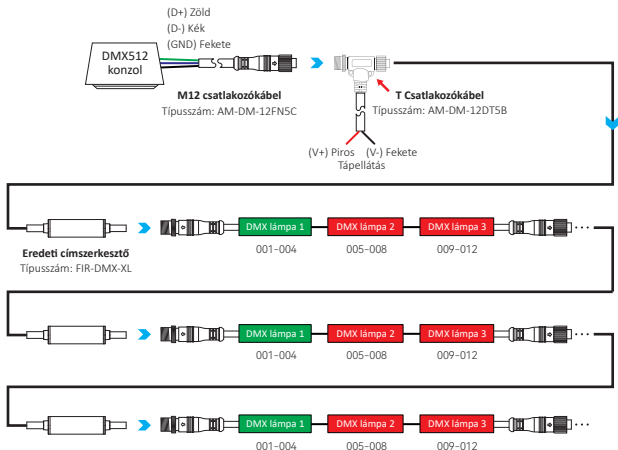 (D+) Zöld
(D-) Kék
(GND) Fekete
DMX512
konzol
M12 csatlakozókábel
Típusszám: AM-DM-12FN5C
T Csatlakozókábel
Típusszám: AM-DM-12DT5B
(V+) Piros (V-) Fekete
Tápellátás
DMX lámpa 1 DMX lámpa 2 DMX lámpa 3
001-004 005-008 009-012
Eredeti címszerkesztő
Típusszám: FIR-DMX-XL
DMX lámpa 1 DMX lámpa 2 DMX lámpa 3
001-004 005-008 009-012
DMX lámpa 1 DMX lámpa 2 DMX lámpa 3
001-004 005-008 009-012